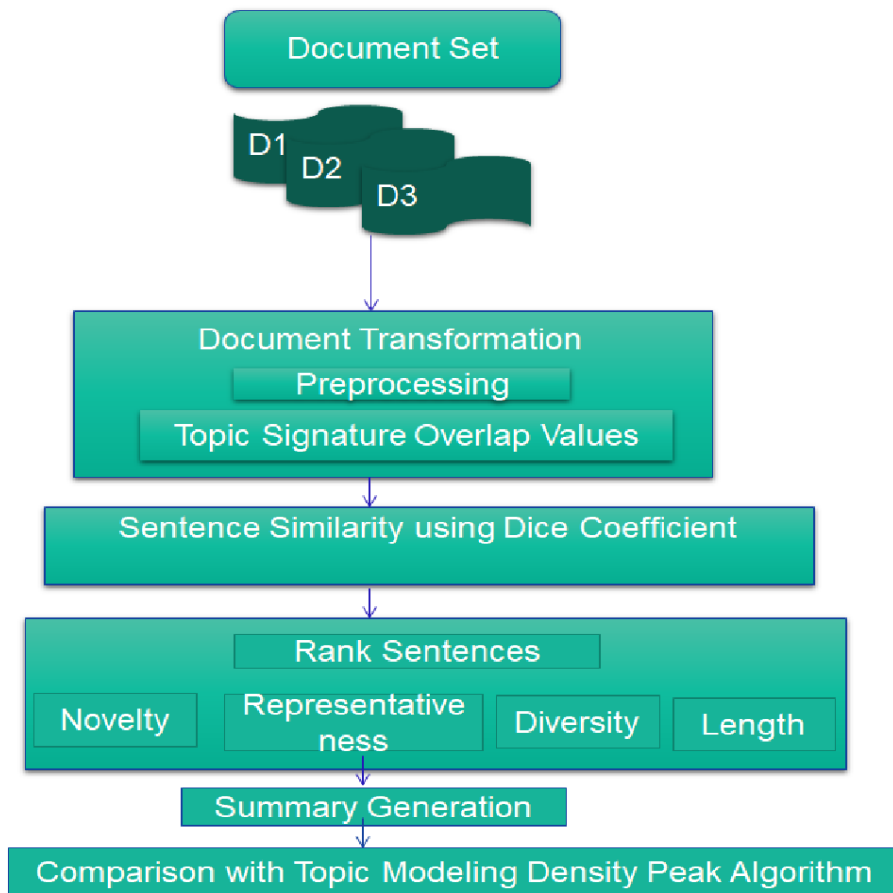 Document Set
D1
D2
D3
Document Transformation
Preprocessing
Topic Signature Overlap Values
Sentence Similarity using Dice Coefficient
Rank Sentences
Novelty
Representative
ness
Diversity
Length
Summary Generation
Comparison with Topic Modeling Density Peak Algorithm